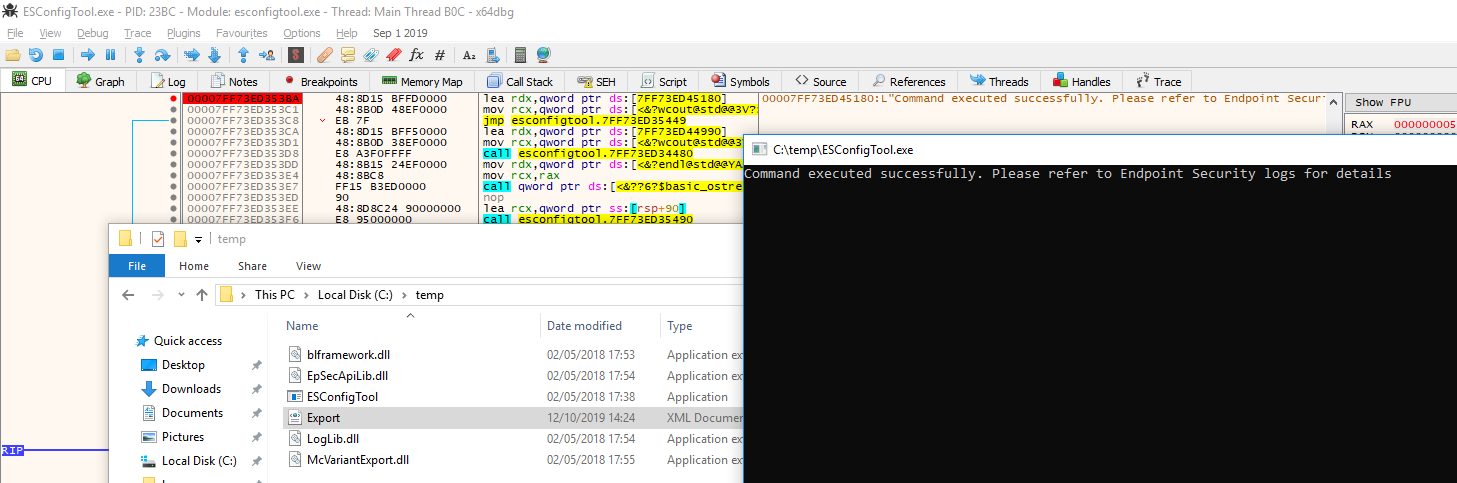 ESConfigTool.exe - PID: 23BC - Module: esconfigtool.exe - Thread: Main Thread B0C - x64dbg
File View Debug Trace Plugins Favourites Options Help Sep 1 2019
CPU Graph Log Notes Breakpoints Memory Map Call Stack SEH Script Symbols Source References Threads Handles Trace
00007FF73ED353BA 48:8D15 BFFD0000 lea rdx,qword ptr ds:[7FF73ED45180] 00007FF73ED45180:L"Command executed successfully. Please refer to Endpoint Securi
00007FF73ED353C1 48:8B0D 48EF0000 mov rcx,qword ptr ds:[<&?wcout@std@@3V?
00007FF73ED353C8 EB 7F jmp esconfigtool.7FF73ED35449
00007FF73ED353CA 48:8D15 BFF50000 lea rdx,qword ptr ds:[7FF73ED44990]
00007FF73ED353D1 48:8B0D 38EF0000 mov rcx,qword ptr ds:[<&?wcout@std@@3
00007FF73ED353D8 E8 A3F0FFFF call esconfigtool.7FF73ED34480
00007FF73ED353DD 48:8B15 24EF0000 mov rdx,qword ptr ds:[<&?endl@std@@YA
00007FF73ED353E4 48:8BC8 mov rcx,rax
00007FF73ED353E7 FF15 B3ED0000 call qword ptr ds:[<&??6?$basic_ostre
00007FF73ED353ED 90 nop
00007FF73ED353EE 48:8D8C24 90000000 lea rcx,qword ptr ss:[rsp+90]
00007FF73ED353F6 E8 95000000 call esconfigtool.7FF73ED35490
Show FPU
RAX 000000005
RIP
C:\temp\ESConfigTool.exe
Command executed successfully. Please refer to Endpoint Security logs for details
temp
File Home Share View
This PC Local Disk (C:) temp
Quick access
Desktop
Downloads
Documents
Pictures
Local Disk (C:)
Name Date modified Type
blframework.dll 02/05/2018 17:53 Application ex
EpSecApiLib.dll 02/05/2018 17:54 Application ex
ESConfigTool 02/05/2018 17:38 Application
Export 12/10/2019 14:24 XML Documen
LogLib.dll 02/05/2018 17:54 Application ex
McVariantExport.dll 02/05/2018 17:55 Application ex